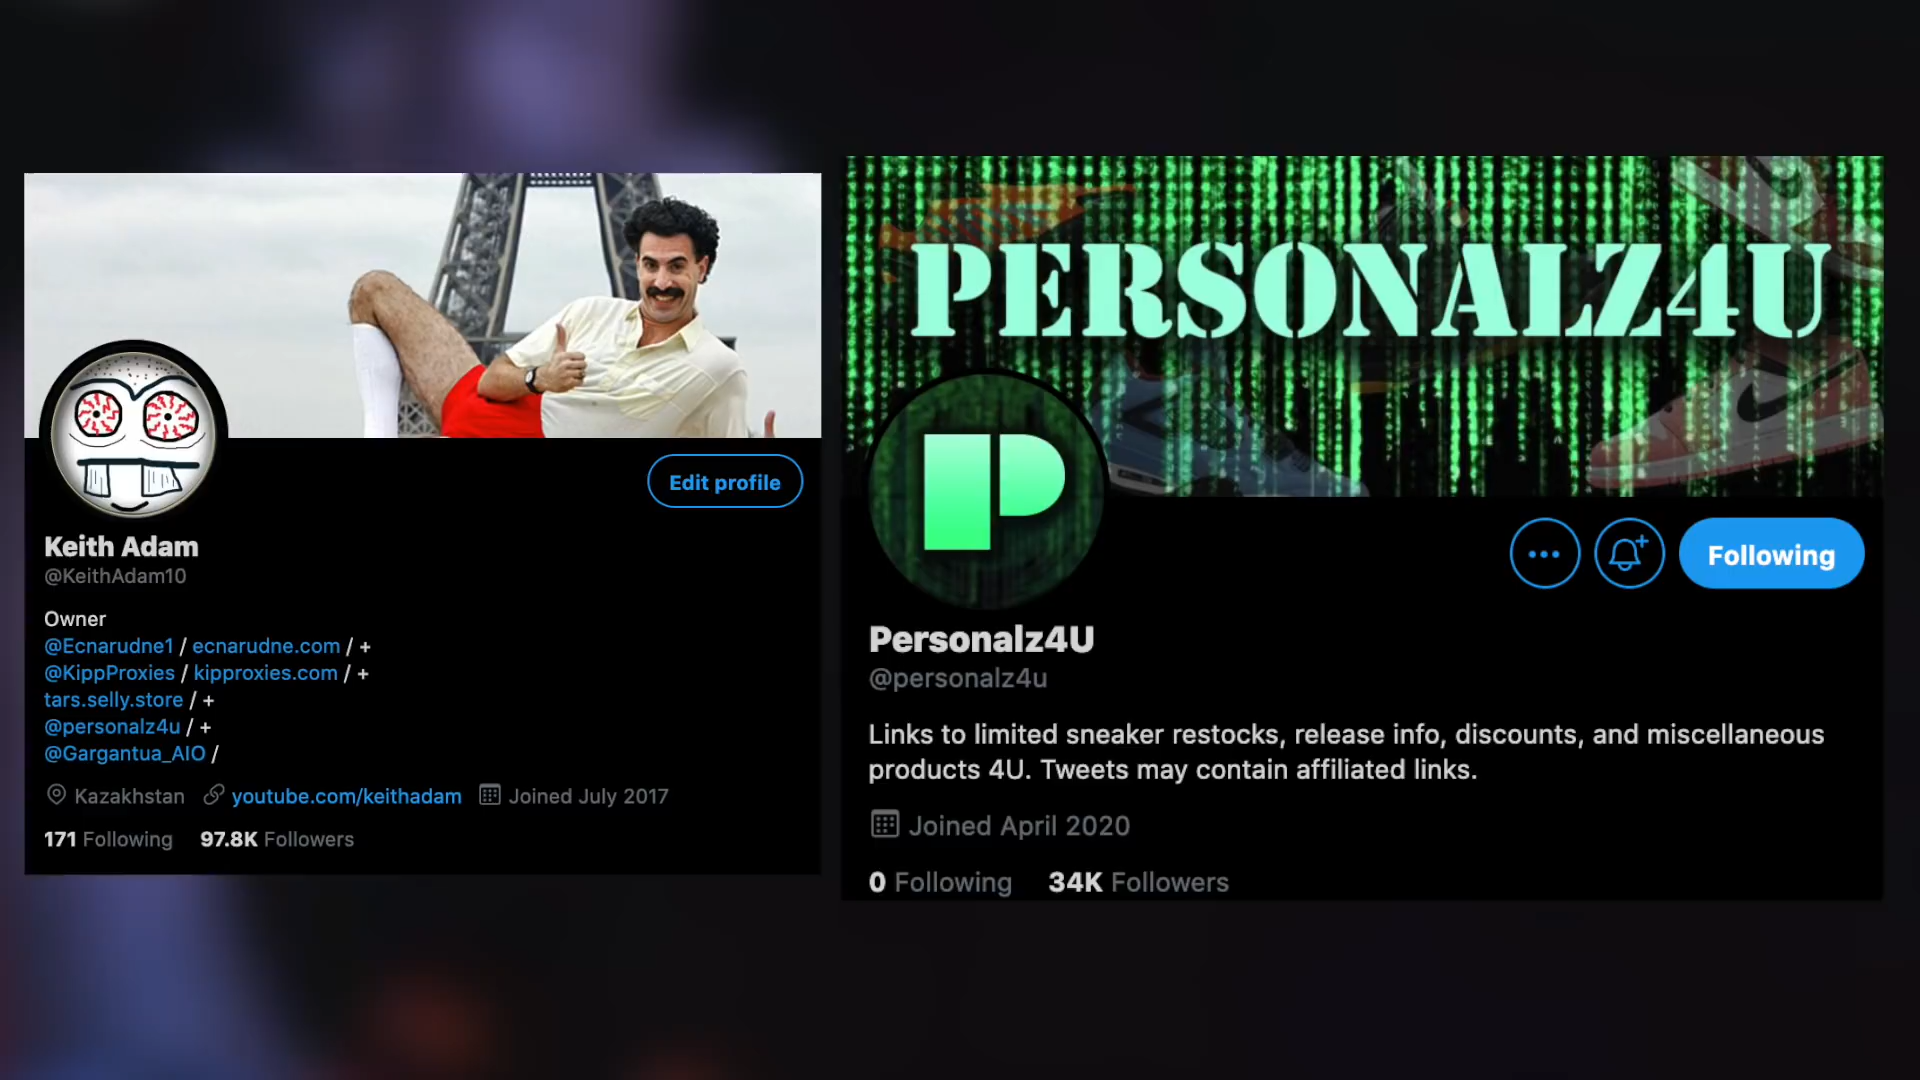 Edit profile
Keith Adam
@KeithAdam10
Owner
@Ecnarudne1 / ecnarudne.com / +
@KippProxies / kipproxies.com / +
tars.selly.store / +
@personalz4u / +
@Gargantua_AIO /
Kazakhstan youtube.com/keithadam Joined July 2017
171 Following 97.8K Followers
PERSONALZ4U
P
Following
Personalz4U
@personalz4u
Links to limited sneaker restocks, release info, discounts, and miscellaneous
products 4U. Tweets may contain affiliated links.
Joined April 2020
0 Following 34K Followers